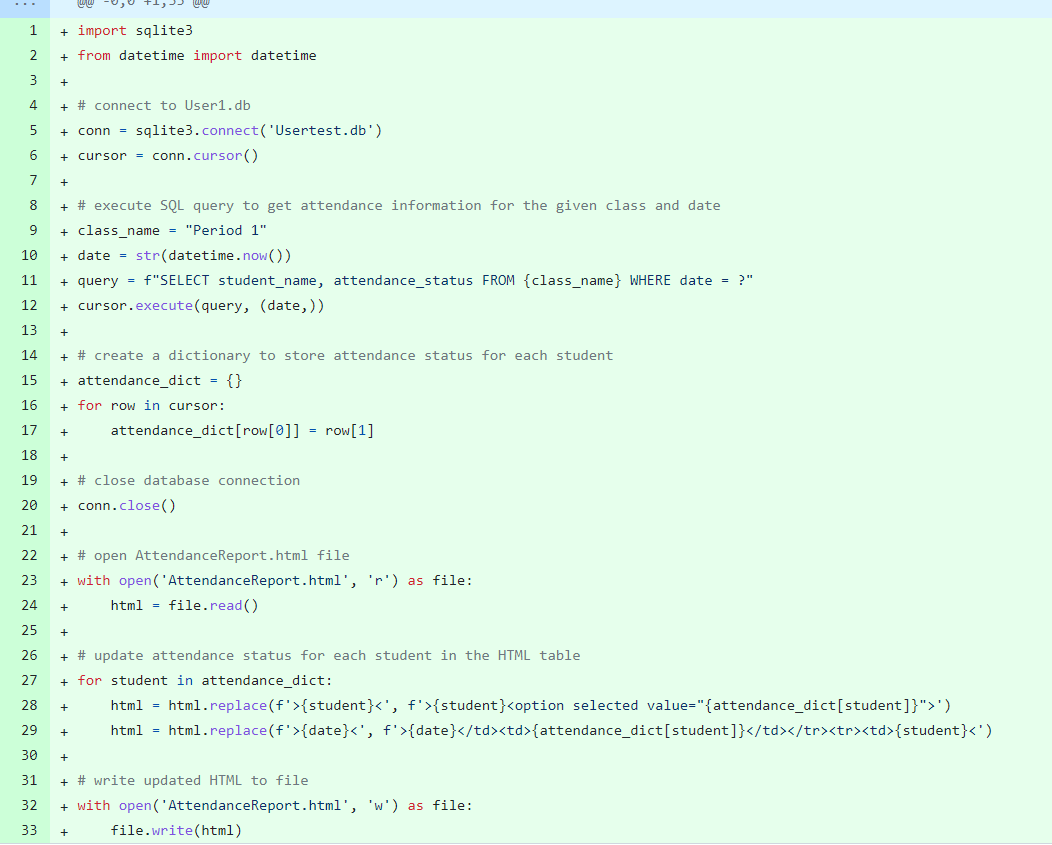 ... @@ -0,0 +1,33 @@
1 + import sqlite3
2 + from datetime import datetime
3 +
4 + # connect to User1.db
5 + conn = sqlite3.connect('Usertest.db')
6 + cursor = conn.cursor()
7 +
8 + # execute SQL query to get attendance information for the given class and date
9 + class_name = "Period 1"
10 + date = str(datetime.now())
11 + query = f"SELECT student_name, attendance_status FROM {class_name} WHERE date = ?"
12 + cursor.execute(query, (date,))
13 +
14 + # create a dictionary to store attendance status for each student
15 + attendance_dict = {}
16 + for row in cursor:
17 +     attendance_dict[row[0]] = row[1]
18 +
19 + # close database connection
20 + conn.close()
21 +
22 + # open AttendanceReport.html file
23 + with open('AttendanceReport.html', 'r') as file:
24 +     html = file.read()
25 +
26 + # update attendance status for each student in the HTML table
27 + for student in attendance_dict:
28 +     html = html.replace(f'>{student}<', f'>{student}<option selected value="{attendance_dict[student]}">')
29 +     html = html.replace(f'>{date}<', f'>{date}</td><td>{attendance_dict[student]}</td></tr><tr><td>{student}<')
30 +
31 + # write updated HTML to file
32 + with open('AttendanceReport.html', 'w') as file:
33 +     file.write(html)